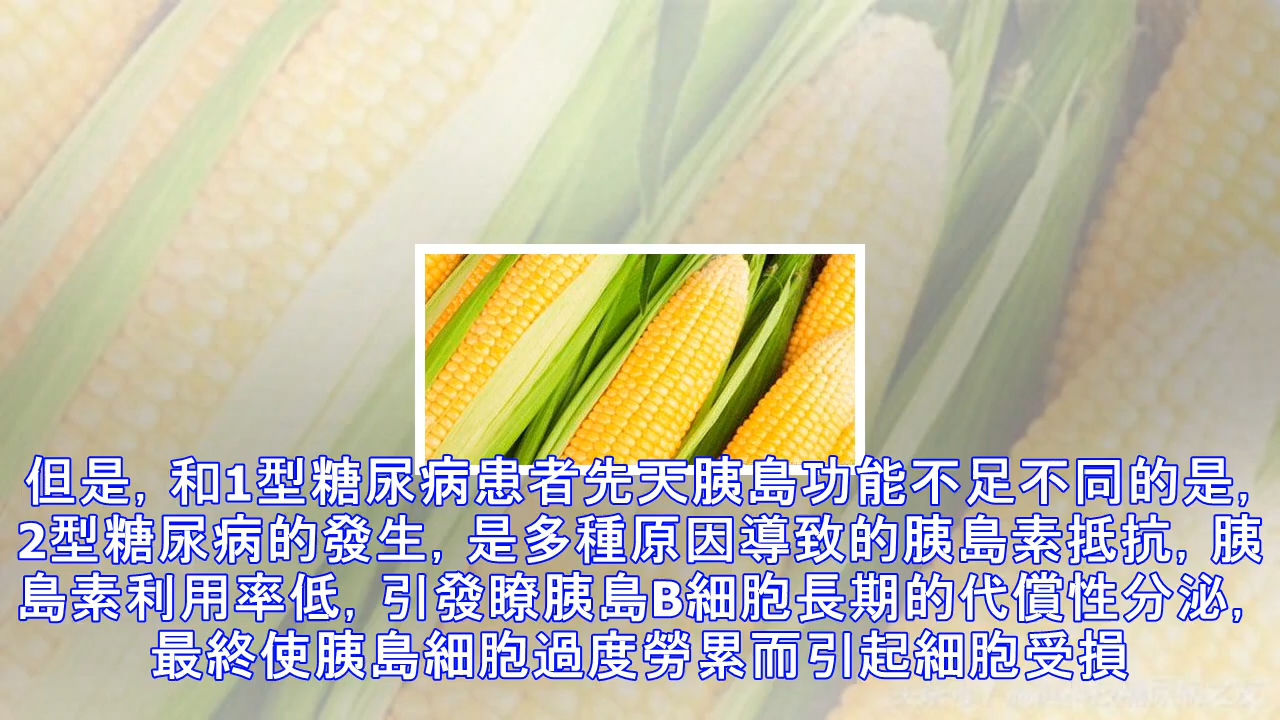 但是, 和1型糖尿病患者先天胰島功能不足不同的是,
2型糖尿病的發生, 是多種原因導致的胰島素抵抗, 胰
島素利用率低, 引發瞭胰島B細胞長期的代償性分泌,
最終使胰島細胞過度勞累而引起細胞受損